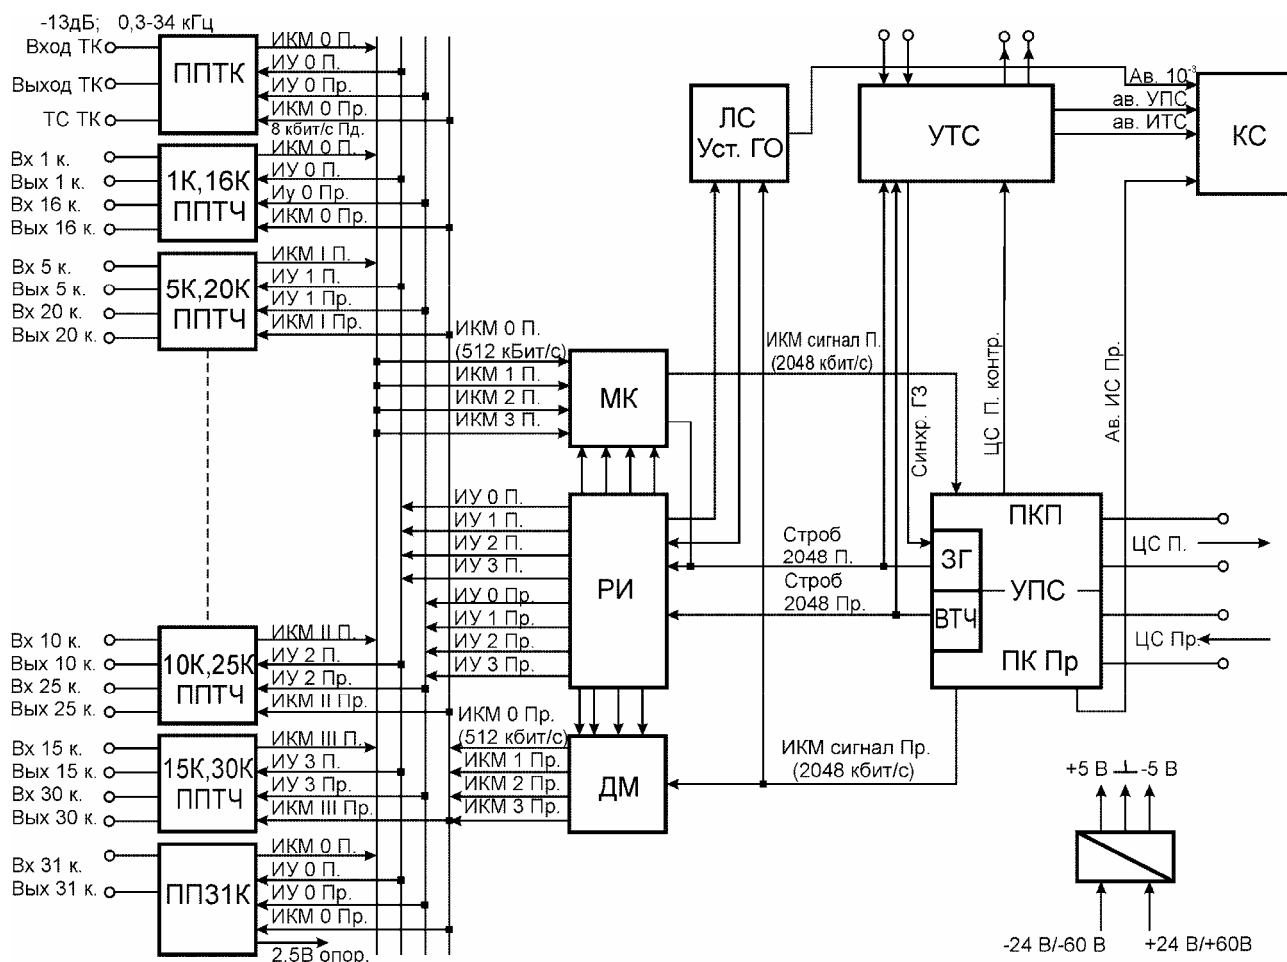 -13дБ; 0,3-34 кГц
Вход ТК
Выход ТК
ТС ТК
ППТК
ИКМ 0 П.
ИУ 0 П.
ИУ 0 Пр.
ИКМ 0 Пр.
8 кбит/с Пд.
Вх 1 к.
Вых 1 к.
Вх 16 к.
Вых 16 к.
1К,16К
ППТЧ
ИКМ 0 П.
ИУ 0 П.
Иу 0 Пр.
ИКМ 0 Пр.
Вх 5 к.
Вых 5 к.
Вх 20 к.
Вых 20 к.
5К,20К
ППТЧ
ИКМ I П.
ИУ 1 П.
ИУ 1 Пр.
ИКМ I Пр.
Вх 10 к.
Вых 10 к.
Вх 25 к.
Вых 25 к.
10К,25К
ППТЧ
ИКМ II П.
ИУ 2 П.
ИУ 2 Пр.
ИКМ II Пр.
Вх 15 к.
Вых 15 к.
Вх 30 к.
Вых 30 к.
15К,30К
ППТЧ
ИКМ III П.
ИУ 3 П.
ИУ 3 Пр.
ИКМ III Пр.
Вх 31 к.
Вых 31 к.
ПП31К
ИКМ 0 П.
ИУ 0 П.
ИУ 0 Пр.
ИКМ 0 Пр.
2,5В опор.
ИКМ 0 П.
(512 кБит/с)
ИКМ 1 П.
ИКМ 2 П.
ИКМ 3 П.
МК
ИУ 0 П.
ИУ 1 П.
ИУ 2 П.
ИУ 3 П.
ИУ 0 Пр.
ИУ 1 Пр.
ИУ 2 Пр.
ИУ 3 Пр.
РИ
ИКМ 0 Пр.
(512 кбит/с)
ИКМ 1 Пр.
ИКМ 2 Пр.
ИКМ 3 Пр.
ДМ
ЛС
Уст. ГО
УТС
Ав. 10⁻³
ав. УПС
ав. ИТС
КС
ИКМ сигнал П.
(2048 кбит/с)
Синхр. ГЗ
ЦС П. контр.
Ав. ИС Пр.
Строб
2048 П.
Строб
2048 Пр.
ПКП
ЗГ
УПС
ВТЧ
ПК Пр
ЦС П.
ЦС Пр.
ИКМ сигнал Пр.
(2048 кбит/с)
+5 В
-5 В
-24 В/-60 В
+24 В/+60В